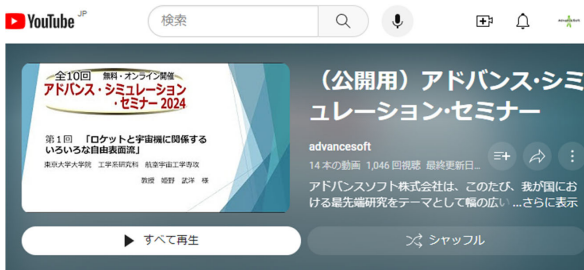 YouTube JP
検索
全10回 無料・オンライン開催
アドバンス・シミュレーション
・セミナー 2024
第1回 「ロケットと宇宙機に関係する
いろいろな自由表面流」
東京大学大学院 工学系研究科 航空宇宙工学専攻
教授 姫野 武洋 様
（公開用）アドバンス・シミ
ュレーション・セミナー
advancesoft
14 本の動画 1,046 回視聴 最終更新日...
アドバンスソフト株式会社は、このたび、我が国にお
ける最先端研究をテーマとして幅の広い ...さらに表示
すべて再生
シャッフル